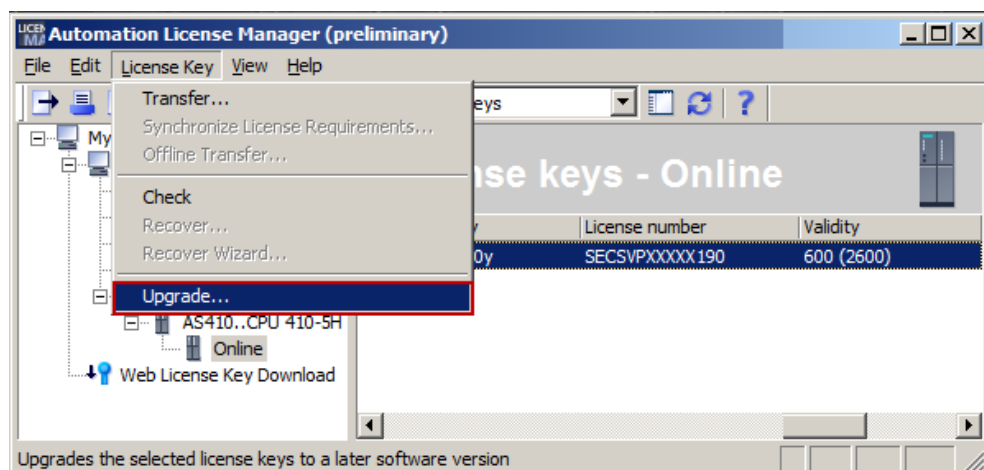 Automation License Manager (preliminary)
File Edit License Key View Help
Transfer...
Synchronize License Requirements...
Offline Transfer...
Check
Recover...
Recover Wizard...
Upgrade...
eys
My
nse keys - Online
License number Validity
0y SECSVPXXXXX190 600 (2600)
AS410..CPU 410-5H
Online
Web License Key Download
Upgrades the selected license keys to a later software version